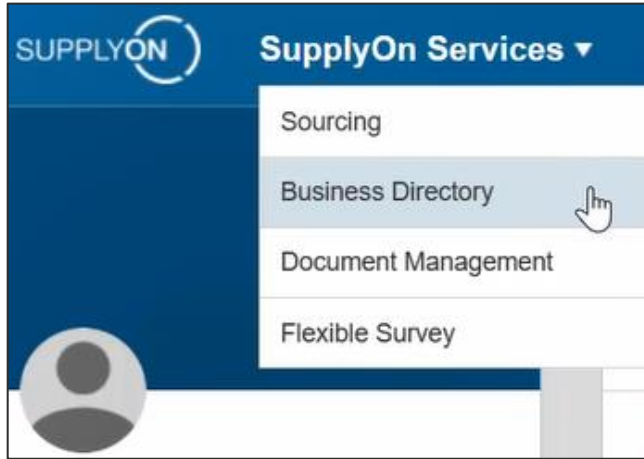 SUPPLYON
SupplyOn Services ▼
Sourcing
Business Directory
Document Management
Flexible Survey